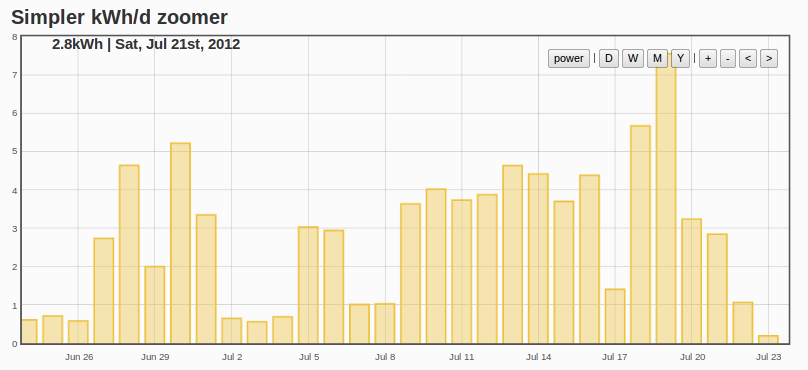 Simpler kWh/d zoomer
2.8kWh | Sat, Jul 21st, 2012
power | D W M Y | + - < >
8
7
6
5
4
3
2
1
0
Jun 26 Jun 29 Jul 2 Jul 5 Jul 8 Jul 11 Jul 14 Jul 17 Jul 20 Jul 23